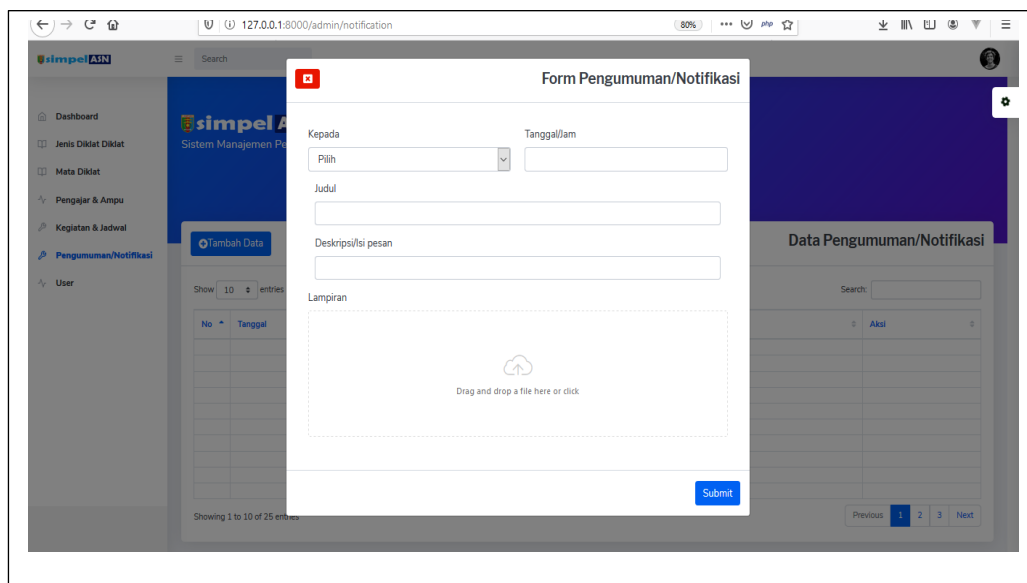 127.0.0.1:8000/admin/notification 80% php
simpel ASN Search
Form Pengumuman/Notifikasi
Dashboard
Jenis Diklat Diklat
Mata Diklat
Pengajar & Ampu
Kegiatan & Jadwal
Pengumuman/Notifikasi
User
simpel A
Sistem Manajemen Pe
Kepada Tanggal/Jam
Pilih
Judul
Deskripsi/Isi pesan
Lampiran
Drag and drop a file here or click
Submit
Tambah Data Data Pengumuman/Notifikasi
Show 10 entries Search:
No Tanggal Aksi
Showing 1 to 10 of 25 entries Previous 1 2 3 Next